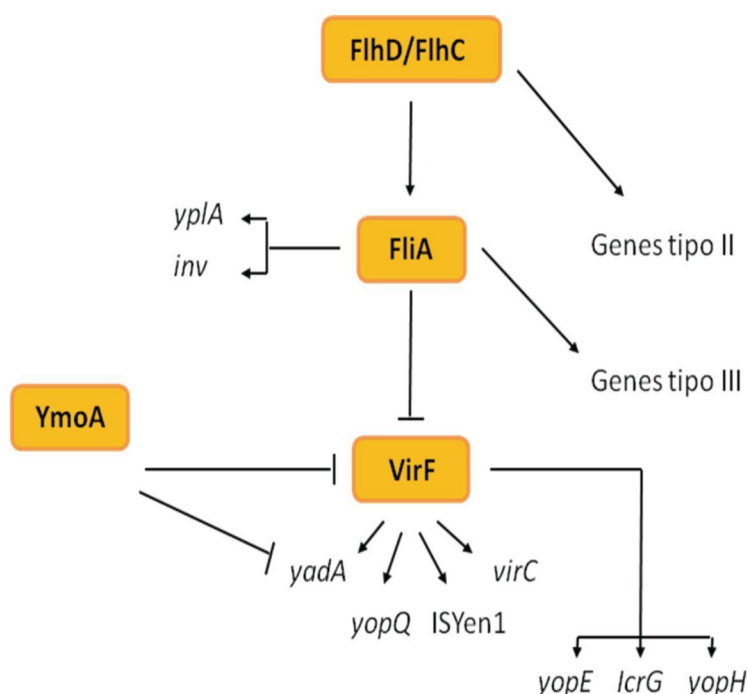 FlhD/FlhC
yplA
inv
FliA
Genes tipo II
Genes tipo III
YmoA
VirF
yadA
virC
yopQ
ISYen1
yopE
lcrG
yopH